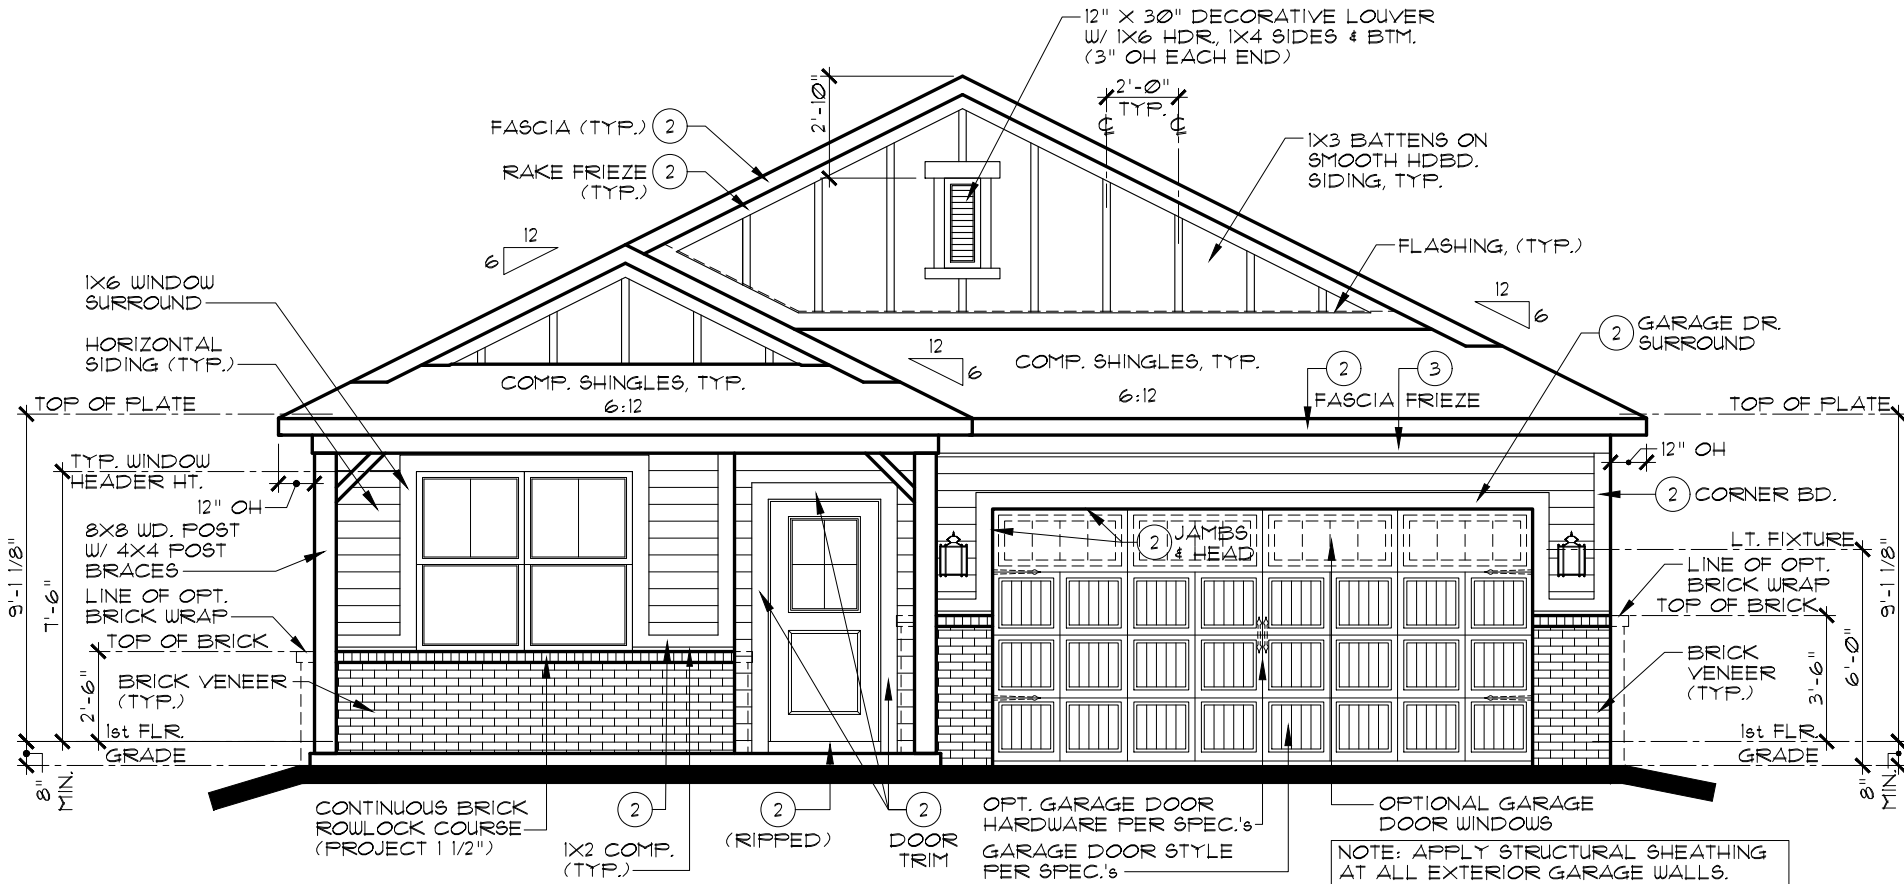 12" X 30" DECORATIVE LOUVER
W/ 1X6 HDR., 1X4 SIDES & BTM.
(3" OH EACH END)
2'-10"
2'-0"
TYP.
℄
℄
FASCIA (TYP.) 2
RAKE FRIEZE 2
(TYP.)
1X3 BATTENS ON
SMOOTH HDBD.
SIDING, TYP.
12
6
FLASHING, (TYP.)
1X6 WINDOW
SURROUND
12
6
2 GARAGE DR.
SURROUND
HORIZONTAL
SIDING (TYP.)
12
6
COMP. SHINGLES, TYP.
6:12
COMP. SHINGLES, TYP.
6:12
2
FASCIA
3
FRIEZE
TOP OF PLATE
TOP OF PLATE
TYP. WINDOW
HEADER HT.
12" OH
12" OH
2 CORNER BD.
8X8 WD. POST
W/ 4X4 POST
BRACES
2 JAMBS
& HEAD
LT. FIXTURE
LINE OF OPT.
BRICK WRAP
LINE OF OPT.
BRICK WRAP
TOP OF BRICK
TOP OF BRICK
9'-1 1/8"
7'-6"
2'-6"
9'-1 1/8"
6'-0"
3'-6"
BRICK VENEER
(TYP.)
BRICK
VENEER
(TYP.)
1st FLR.
GRADE
1st FLR.
GRADE
8"
MIN.
8"
MIN.
CONTINUOUS BRICK
ROWLOCK COURSE
(PROJECT 1 1/2")
2
1X2 COMP.
(TYP.)
2
(RIPPED)
2
DOOR
TRIM
OPT. GARAGE DOOR
HARDWARE PER SPEC.'s
GARAGE DOOR STYLE
PER SPEC.'s
OPTIONAL GARAGE
DOOR WINDOWS
NOTE: APPLY STRUCTURAL SHEATHING
AT ALL EXTERIOR GARAGE WALLS.